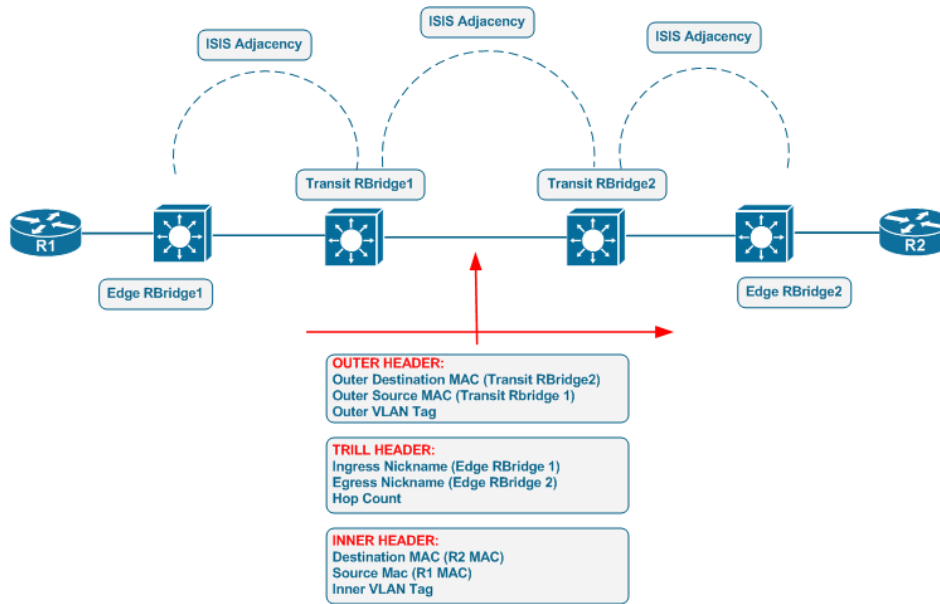 ISIS Adjacency
ISIS Adjacency
ISIS Adjacency
Transit RBridge1
Transit RBridge2
R1
R2
Edge RBridge1
Edge RBridge2
OUTER HEADER:
Outer Destination MAC (Transit RBridge2)
Outer Source MAC (Transit Rbridge 1)
Outer VLAN Tag
TRILL HEADER:
Ingress Nickname (Edge RBridge 1)
Egress Nickname (Edge RBridge 2)
Hop Count
INNER HEADER:
Destination MAC (R2 MAC)
Source Mac (R1 MAC)
Inner VLAN Tag